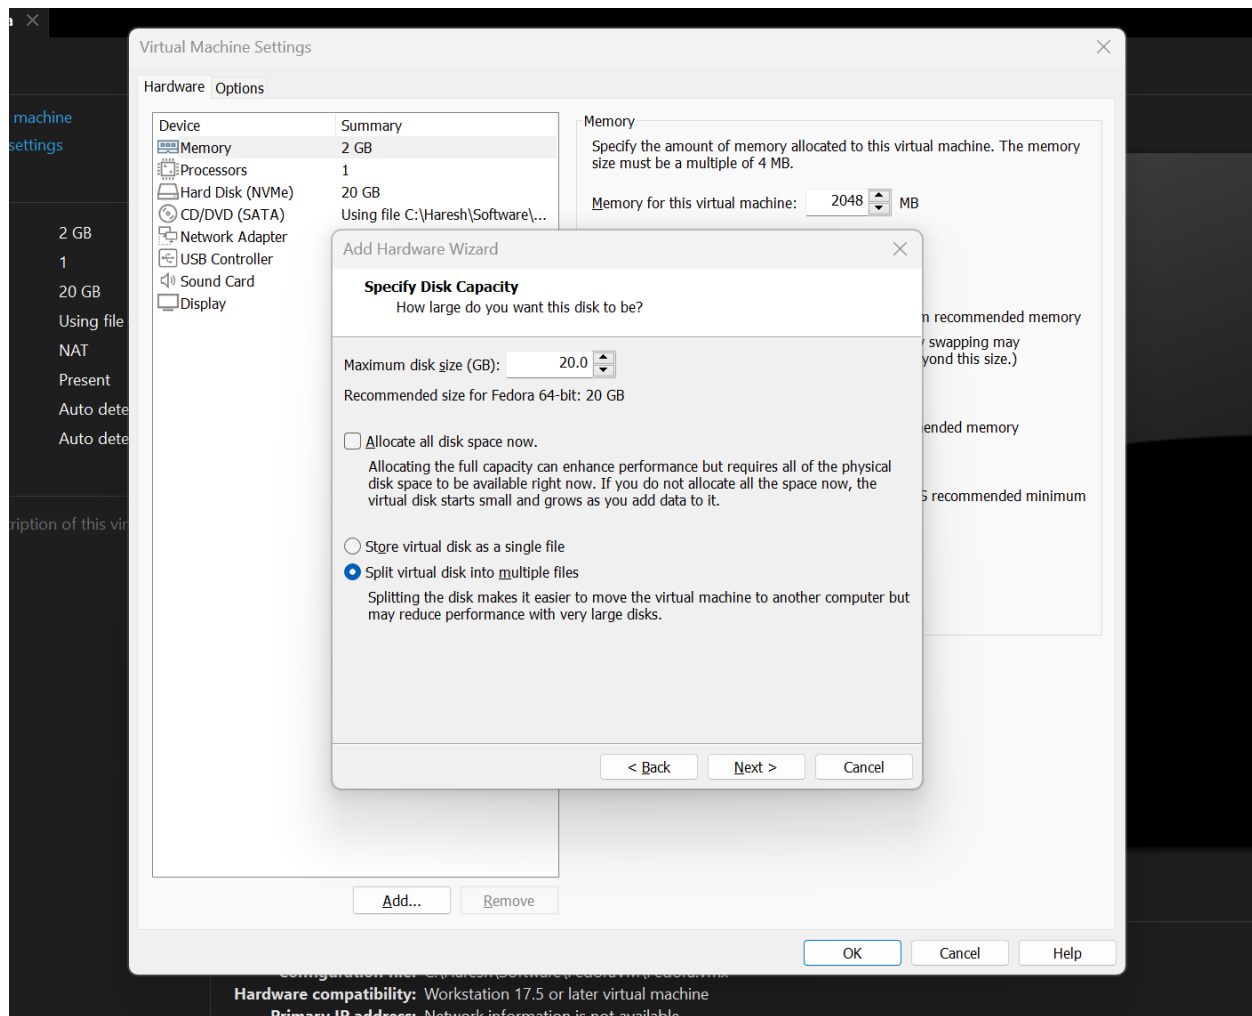 Virtual Machine Settings
Hardware Options
machine
settings
Device Summary
Memory 2 GB
Processors 1
Hard Disk (NVMe) 20 GB
CD/DVD (SATA) Using file C:\Haresh\Software\...
Network Adapter
USB Controller
Sound Card
Display
Memory
Specify the amount of memory allocated to this virtual machine. The memory
size must be a multiple of 4 MB.
Memory for this virtual machine: 2048 MB
recommended memory
swapping may
yond this size.)
ended memory
recommended minimum
2 GB
1
20 GB
Using file
NAT
Present
Auto dete
Auto dete
ription of this vir
Add Hardware Wizard
Specify Disk Capacity
How large do you want this disk to be?
Maximum disk size (GB): 20.0
Recommended size for Fedora 64-bit: 20 GB
Allocate all disk space now.
Allocating the full capacity can enhance performance but requires all of the physical
disk space to be available right now. If you do not allocate all the space now, the
virtual disk starts small and grows as you add data to it.
Store virtual disk as a single file
Split virtual disk into multiple files
Splitting the disk makes it easier to move the virtual machine to another computer but
may reduce performance with very large disks.
< Back Next > Cancel
Add... Remove
OK Cancel Help
Hardware compatibility: Workstation 17.5 or later virtual machine
Primary IP address: Network information is not available